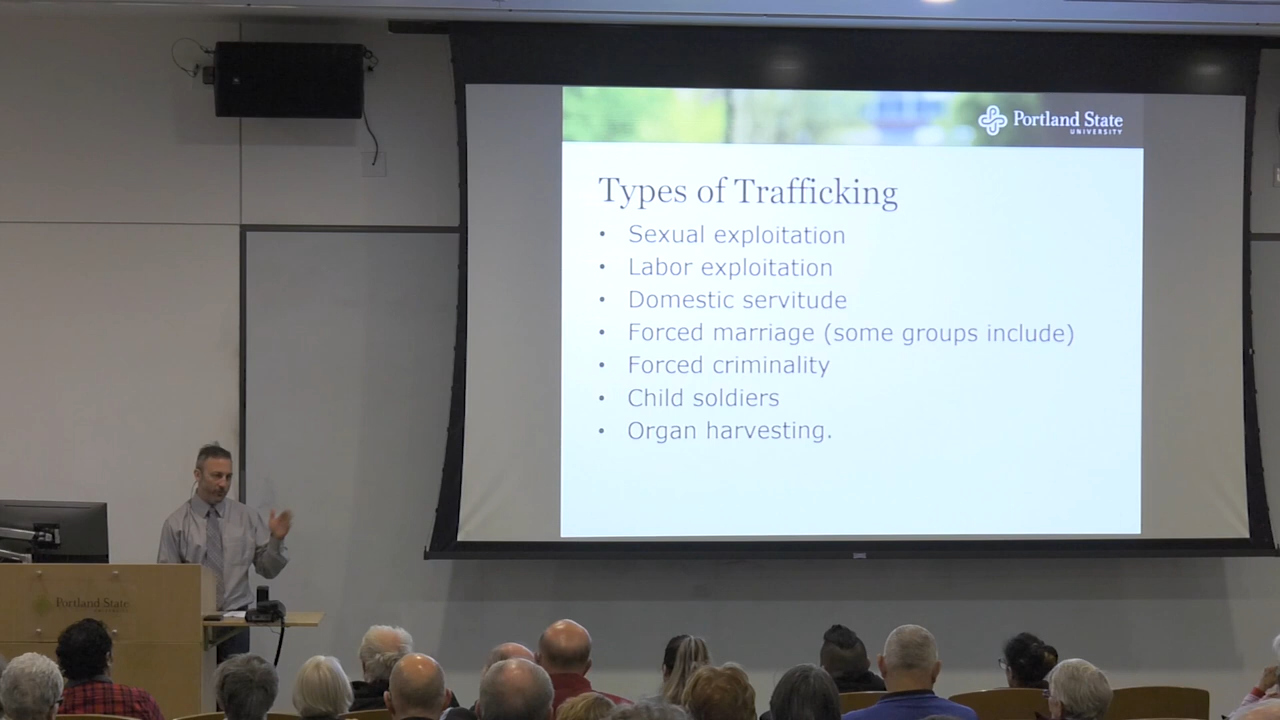 Portland State
UNIVERSITY
Types of Trafficking
• Sexual exploitation
• Labor exploitation
• Domestic servitude
• Forced marriage (some groups include)
• Forced criminality
• Child soldiers
• Organ harvesting.
Portland State
UNIVERSITY